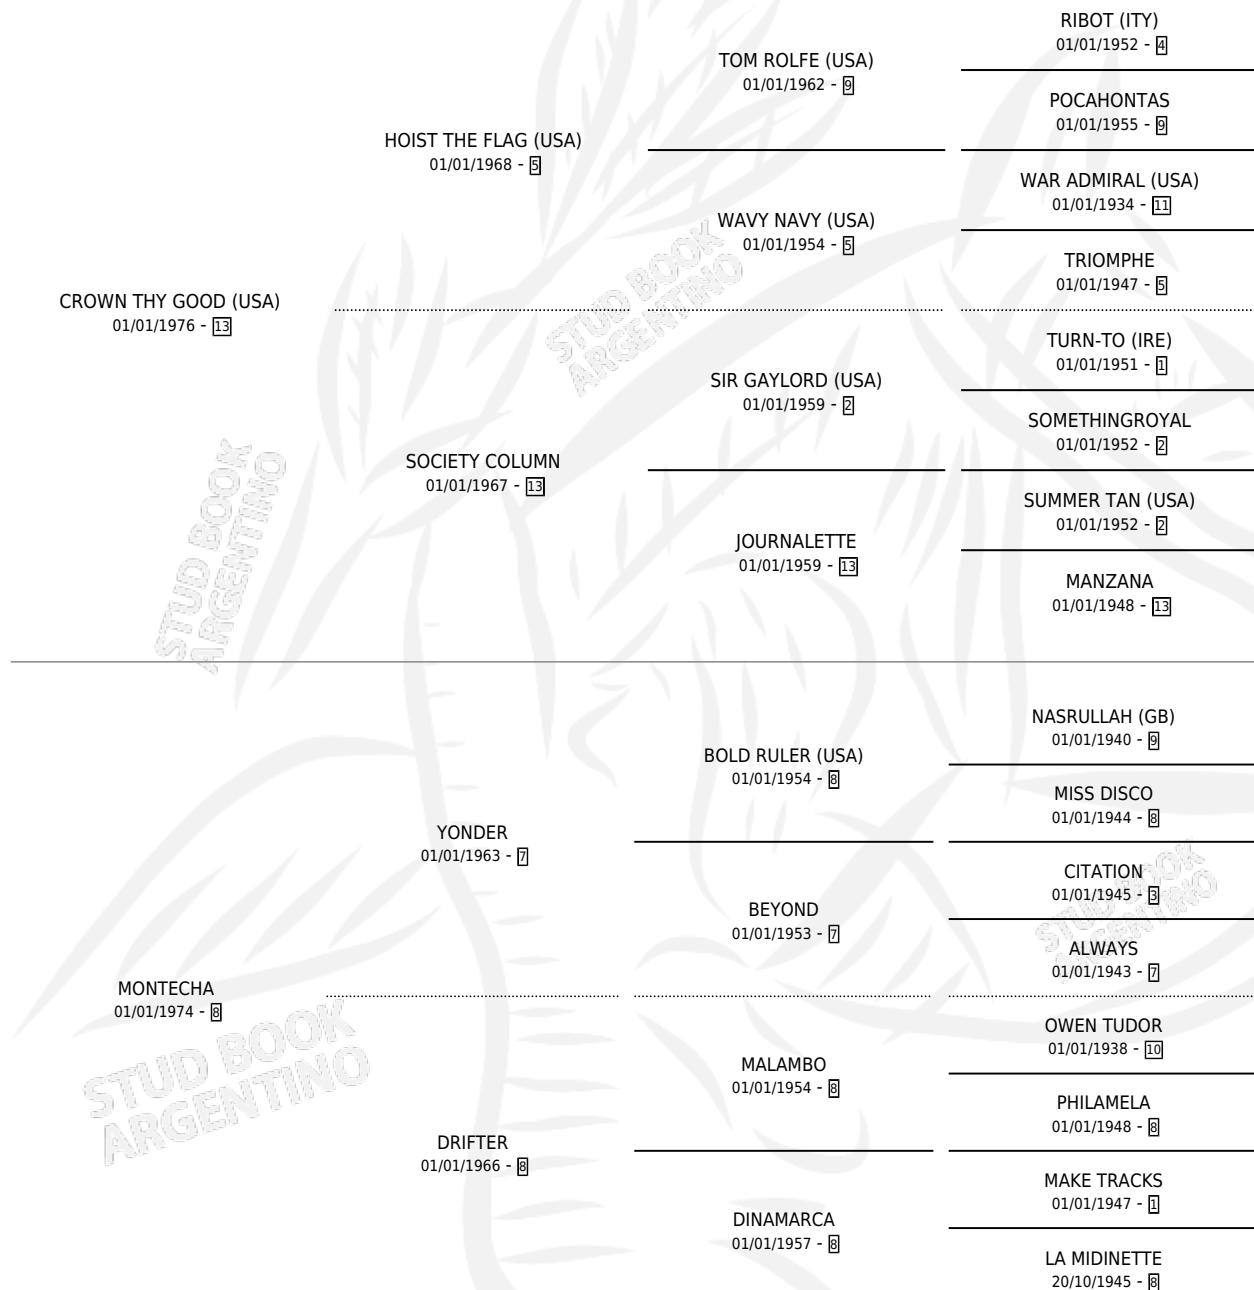 RIBOT (ITY)
01/01/1952 - 4
TOM ROLFE (USA)
01/01/1962 - 9
POCAHONTAS
01/01/1955 - 9
HOIST THE FLAG (USA)
01/01/1968 - 5
WAR ADMIRAL (USA)
01/01/1934 - 11
WAVY NAVY (USA)
01/01/1954 - 5
TRIOMPHE
01/01/1947 - 5
CROWN THY GOOD (USA)
01/01/1976 - 13
STUD BOOK
ARGENTINO
TURN-TO (IRE)
01/01/1951 - 1
SIR GAYLORD (USA)
01/01/1959 - 2
SOMETHINGROYAL
01/01/1952 - 2
SOCIETY COLUMN
01/01/1967 - 13
SUMMER TAN (USA)
01/01/1952 - 2
JOURNALETTE
01/01/1959 - 13
MANZANA
01/01/1948 - 13
STUD BOOK
ARGENTINO
NASRULLAH (GB)
01/01/1940 - 9
BOLD RULER (USA)
01/01/1954 - 8
MISS DISCO
01/01/1944 - 8
YONDER
01/01/1963 - 7
CITATION
01/01/1945 - 3
BEYOND
01/01/1953 - 7
STUD BOOK
ARGENTINO
ALWAYS
01/01/1943 - 7
MONTECHA
01/01/1974 - 8
OWEN TUDOR
01/01/1938 - 10
STUD BOOK
ARGENTINO
MALAMBO
01/01/1954 - 8
PHILAMELA
01/01/1948 - 8
DRIFTER
01/01/1966 - 8
MAKE TRACKS
01/01/1947 - 1
DINAMARCA
01/01/1957 - 8
LA MIDINETTE
20/10/1945 - 8